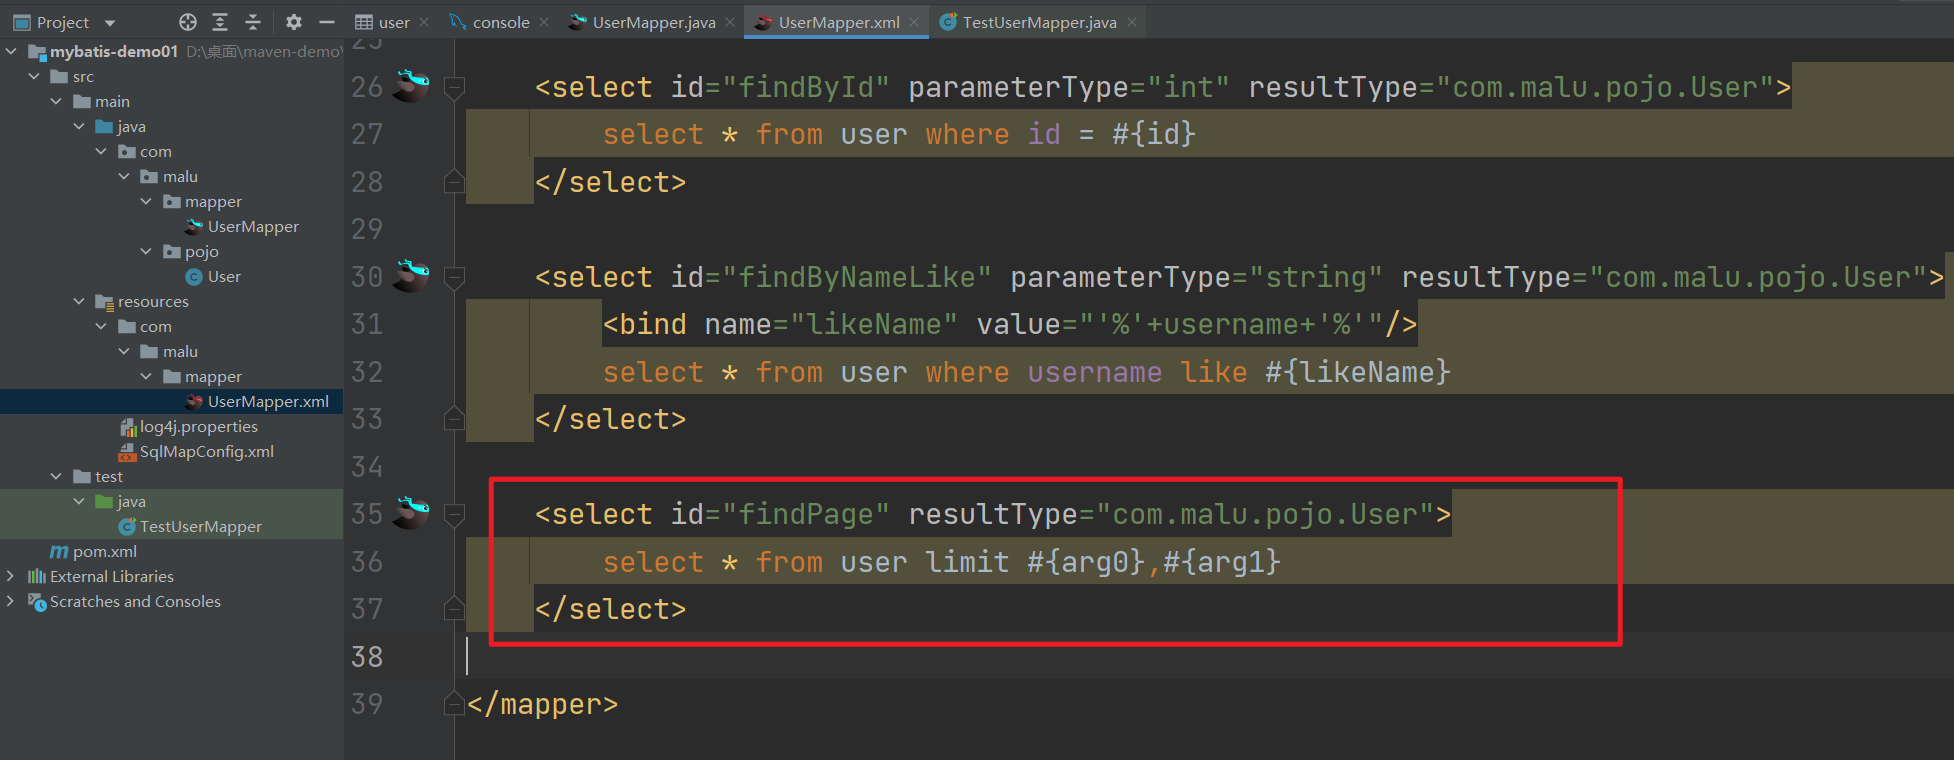 Project
user
console
UserMapper.java
UserMapper.xml
TestUserMapper.java
mybatis-demo01 D:\桌面\maven-demo\
src
main
java
com
malu
mapper
UserMapper
pojo
User
resources
com
malu
mapper
UserMapper.xml
log4j.properties
SqlMapConfig.xml
test
java
TestUserMapper
pom.xml
External Libraries
Scratches and Consoles
25
26 <select id="findById" parameterType="int" resultType="com.malu.pojo.User">
27 select * from user where id = #{id}
28 </select>
29
30 <select id="findByNameLike" parameterType="string" resultType="com.malu.pojo.User">
31 <bind name="likeName" value="'%'+username+'%'"/>
32 select * from user where username like #{likeName}
33 </select>
34
35 <select id="findPage" resultType="com.malu.pojo.User">
36 select * from user limit #{arg0},#{arg1}
37 </select>
38
39 </mapper>